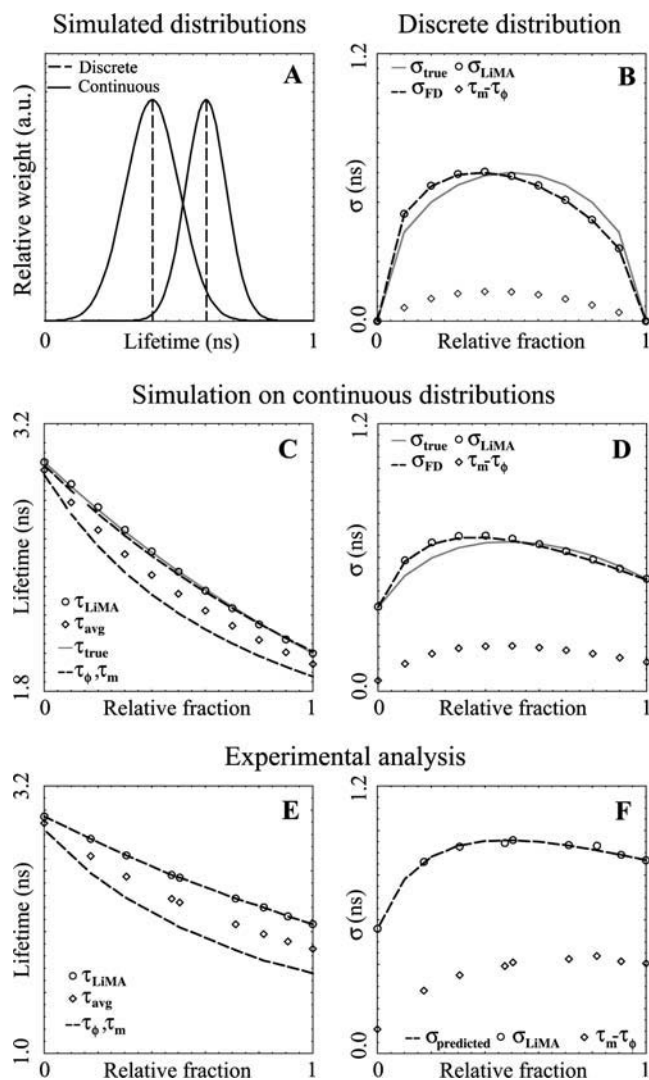 Simulated distributions
Discrete distribution
Discrete
Continuous
A
Relative weight (a.u.)
0
Lifetime (ns)
1
1.2
σtrue
σLiMA
σFD
τm-τϕ
B
σ (ns)
0.0
0
Relative fraction
1
Simulation on continuous distributions
3.2
C
Lifetime (ns)
τLiMA
τavg
τtrue
τϕ,τm
1.8
0
Relative fraction
1
1.2
σtrue
σLiMA
σFD
τm-τϕ
D
σ (ns)
0.0
0
Relative fraction
1
Experimental analysis
3.2
E
Lifetime (ns)
τLiMA
τavg
τϕ,τm
1.0
0
Relative fraction
1
1.2
F
σ (ns)
σpredicted
σLiMA
τm-τϕ
0.0
0
Relative fraction
1